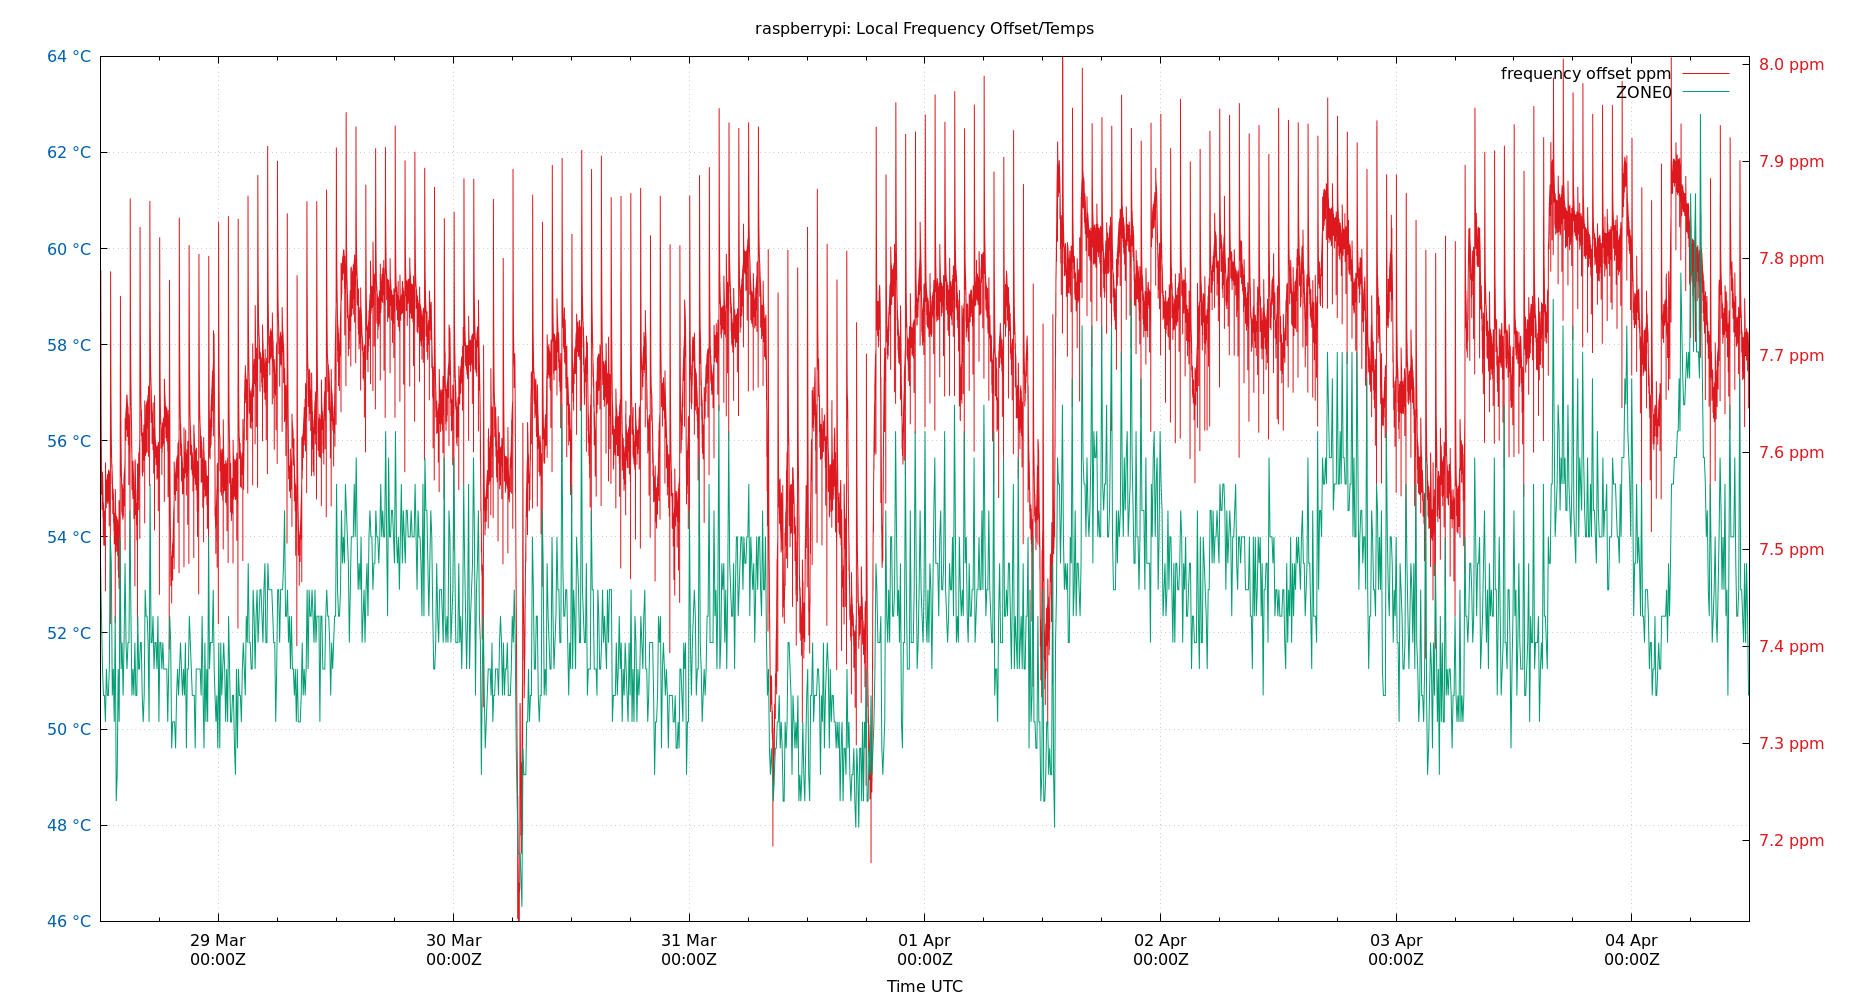 raspberrypi: Local Frequency Offset/Temps
64 °C
62 °C
60 °C
58 °C
56 °C
54 °C
52 °C
50 °C
48 °C
46 °C
8.0 ppm
7.9 ppm
7.8 ppm
7.7 ppm
7.6 ppm
7.5 ppm
7.4 ppm
7.3 ppm
7.2 ppm
frequency offset ppm
ZONE0
29 Mar
00:00Z
30 Mar
00:00Z
31 Mar
00:00Z
01 Apr
00:00Z
02 Apr
00:00Z
03 Apr
00:00Z
04 Apr
00:00Z
Time UTC